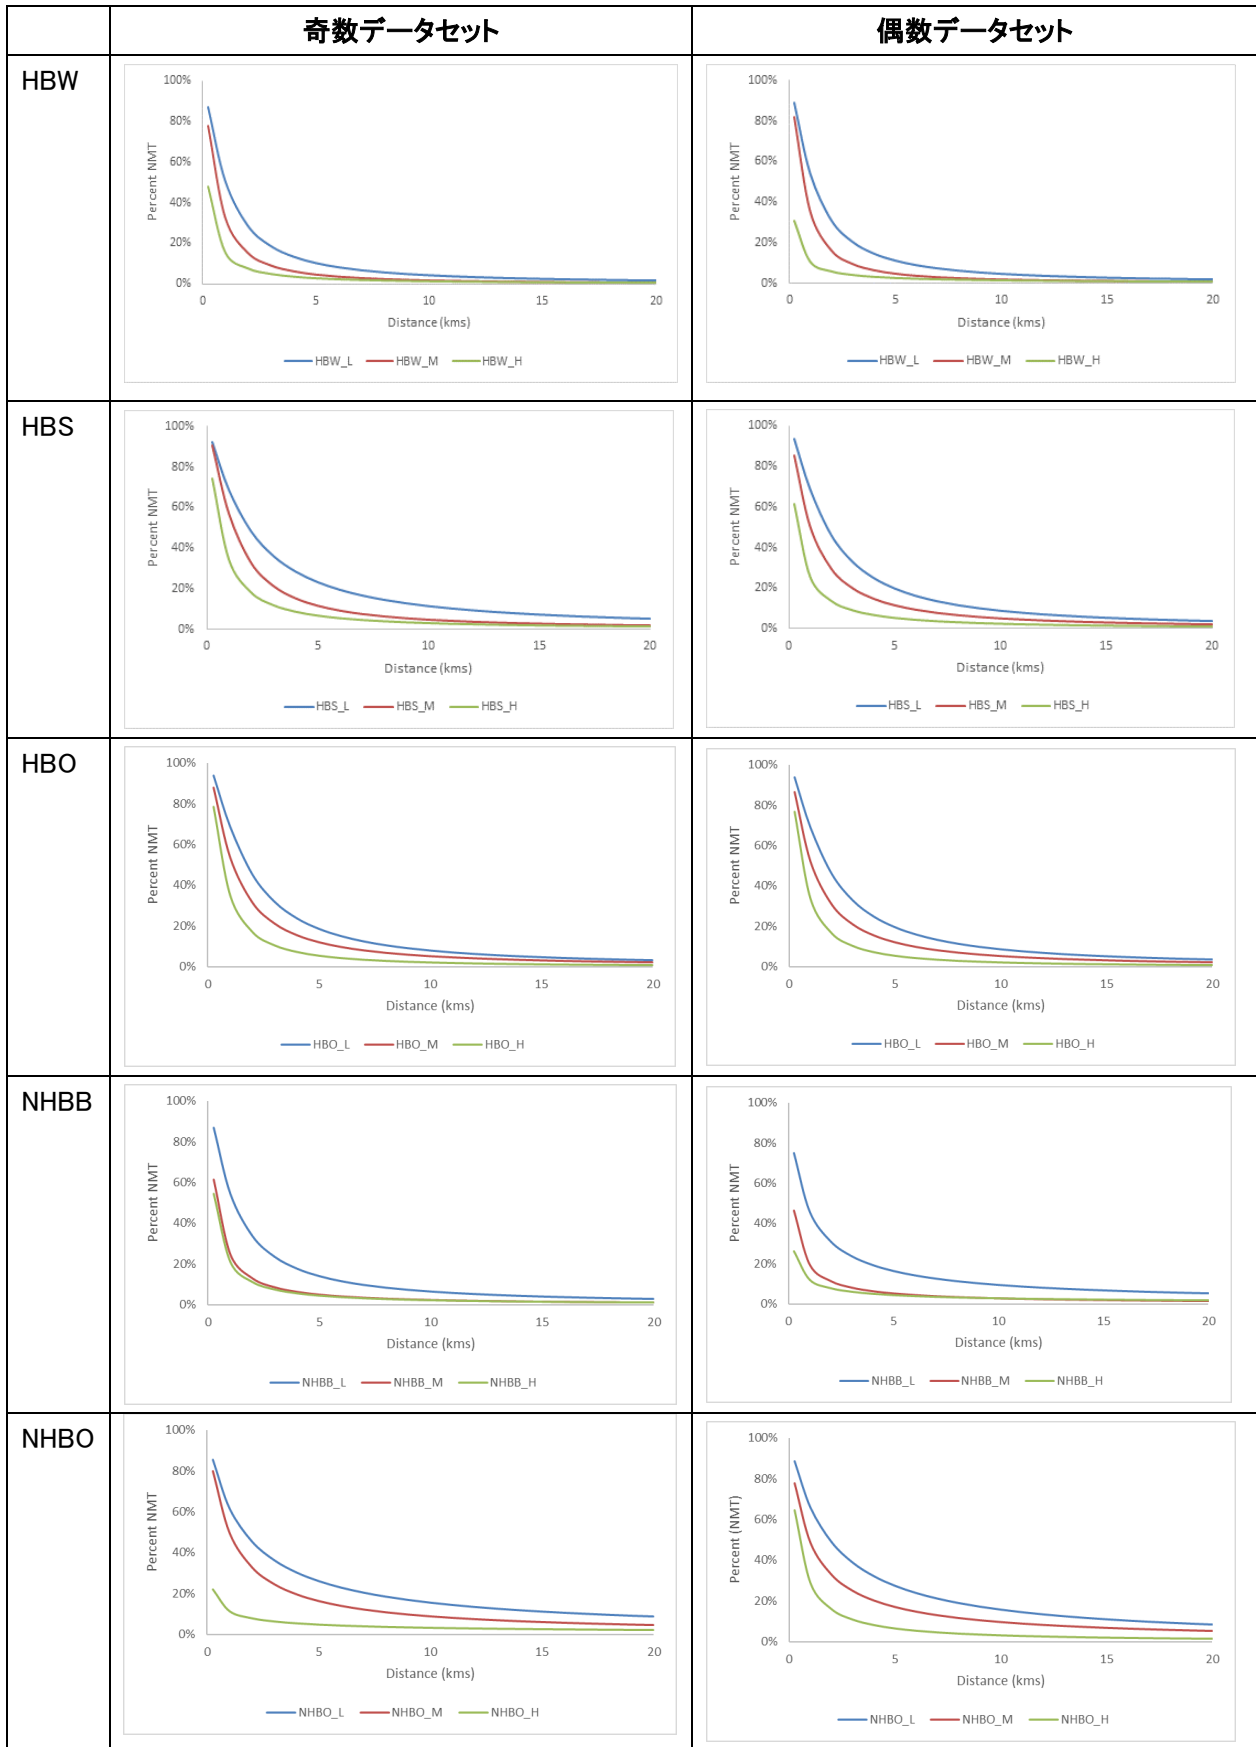 奇数データセット 偶数データセット
HBW
100%
80%
60%
40%
20%
0%
Percent NMT
0 5 10 15 20
Distance (kms)
HBW_L HBW_M HBW_H
100%
80%
60%
40%
20%
0%
Percent NMT
0 5 10 15 20
Distance (kms)
HBW_L HBW_M HBW_H
HBS
100%
80%
60%
40%
20%
0%
Percent NMT
0 5 10 15 20
Distance (kms)
HBS_L HBS_M HBS_H
100%
80%
60%
40%
20%
0%
Percent NMT
0 5 10 15 20
Distance (kms)
HBS_L HBS_M HBS_H
HBO
100%
80%
60%
40%
20%
0%
Percent NMT
0 5 10 15 20
Distance (kms)
HBO_L HBO_M HBO_H
100%
80%
60%
40%
20%
0%
Percent NMT
0 5 10 15 20
Distance (kms)
HBO_L HBO_M HBO_H
NHBB
100%
80%
60%
40%
20%
0%
Percent NMT
0 5 10 15 20
Distance (kms)
NHBB_L NHBB_M NHBB_H
100%
80%
60%
40%
20%
0%
Percent NMT
0 5 10 15 20
Distance (kms)
NHBB_L NHBB_M NHBB_H
NHBO
100%
80%
60%
40%
20%
0%
Percent NMT
0 5 10 15 20
Distance (kms)
NHBO_L NHBO_M NHBO_H
100%
80%
60%
40%
20%
0%
Percent (NMT)
0 5 10 15 20
Distance (kms)
NHBO_L NHBO_M NHBO_H